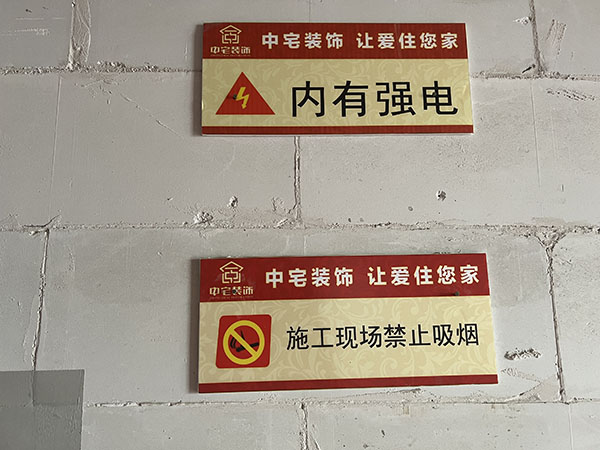 中宅装饰
中宅装饰 让爱住您家
内有强电
中宅装饰
中宅装饰 让爱住您家
施工现场禁止吸烟